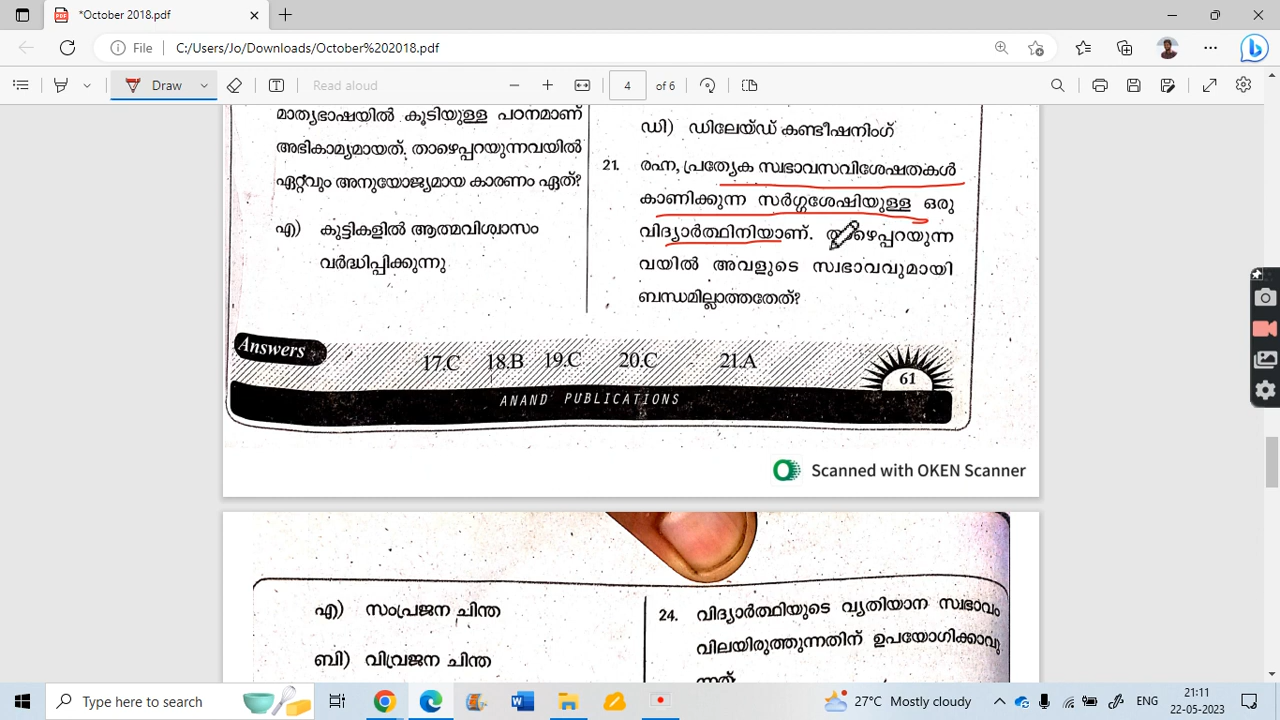 *October 2018.pdf
File
C:/Users/Jo/Downloads/October%202018.pdf
Draw
Read aloud
4
of 6
മാതൃഭാഷയിൽ കൂടിയുള്ള പഠനമാണ്
അഭികാമ്യമായത്. താഴെപ്പറയുന്നവയിൽ
ഏറ്റവും അനുയോജ്യമായ കാരണം ഏത്?
എ) കുട്ടികളിൽ ആത്മവിശ്വാസം
വർദ്ധിപ്പിക്കുന്നു
ഡി) ഡിലേയ്ഡ് കണ്ടീഷനിംഗ്
21. രഹ്ന, പ്രത്യേക സ്വഭാവസവിശേഷതകൾ
കാണിക്കുന്ന സർഗ്ഗശേഷിയുള്ള ഒരു
വിദ്യാർത്ഥിനിയാണ്. താഴെപ്പറയുന്ന
വയിൽ അവളുടെ സ്വഭാവവുമായി
ബന്ധമില്ലാത്തതേത്?
Answers
17.C 18.B 19.C 20.C 21.A
61
ANAND PUBLICATIONS
Scanned with OKEN Scanner
എ) സംപ്രജന ചിന്ത
ബി) വിവ്രജന ചിന്ത
24. വിദ്യാർത്ഥിയുടെ വ്യതിയാന സ്വഭാവം
വിലയിരുത്തുന്നതിന് ഉപയോഗിക്കാവു
ന്നത്:
Type here to search
27°C Mostly cloudy
ENG
21:11
22-05-2023